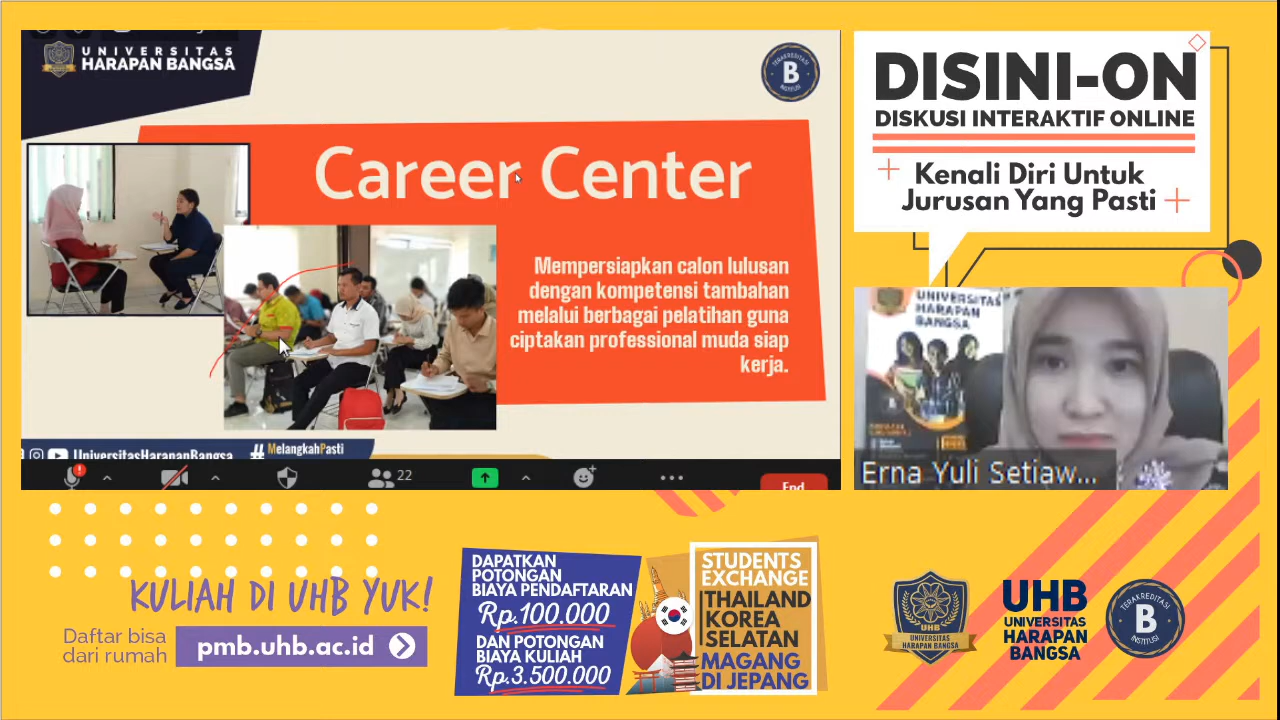 UNIVERSITAS
HARAPAN BANGSA
TERAKREDITASI
B
INSTITUSI
Career Center
Mempersiapkan calon lulusan
dengan kompetensi tambahan
melalui berbagai pelatihan guna
ciptakan professional muda siap
kerja.
UniversitasHarapanBangsa
# MelangkahPasti
22
End
DISINI-ON
DISKUSI INTERAKTIF ONLINE
Kenali Diri Untuk
Jurusan Yang Pasti
UNIVERSITAS
HARAPAN
BANGSA
Erna Yuli Setiaw...
KULIAH DI UHB YUK!
Daftar bisa
dari rumah
pmb.uhb.ac.id
DAPATKAN
POTONGAN
BIAYA PENDAFTARAN
Rp.100.000
DAN POTONGAN
BIAYA KULIAH
Rp.3.500.000
STUDENTS
EXCHANGE
THAILAND
KOREA
SELATAN
MAGANG
DI JEPANG
UHB
UNIVERSITAS
HARAPAN BANGSA
UHB
UNIVERSITAS
HARAPAN
BANGSA
TERAKREDITASI
B
INSTITUSI